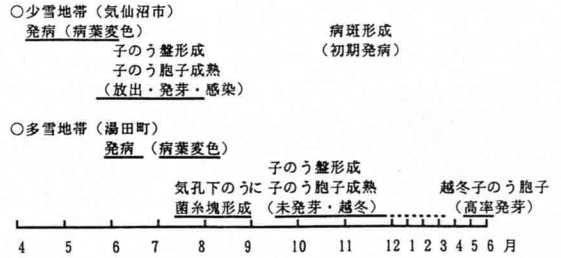 ○少雪地帯（気仙沼市）
発病（病葉変色）
病斑形成
（初期発病）
子のう盤形成
子のう胞子成熟
（放出・発芽・感染）
○多雪地帯（湯田町）
発病 （病葉変色）
子のう盤形成
気孔下のうに 子のう胞子成熟 越冬子のう胞子
菌糸塊形成 （未発芽・越冬） （高率発芽）
4 5 6 7 8 9 10 11 12 1 2 3 4 5 6 月